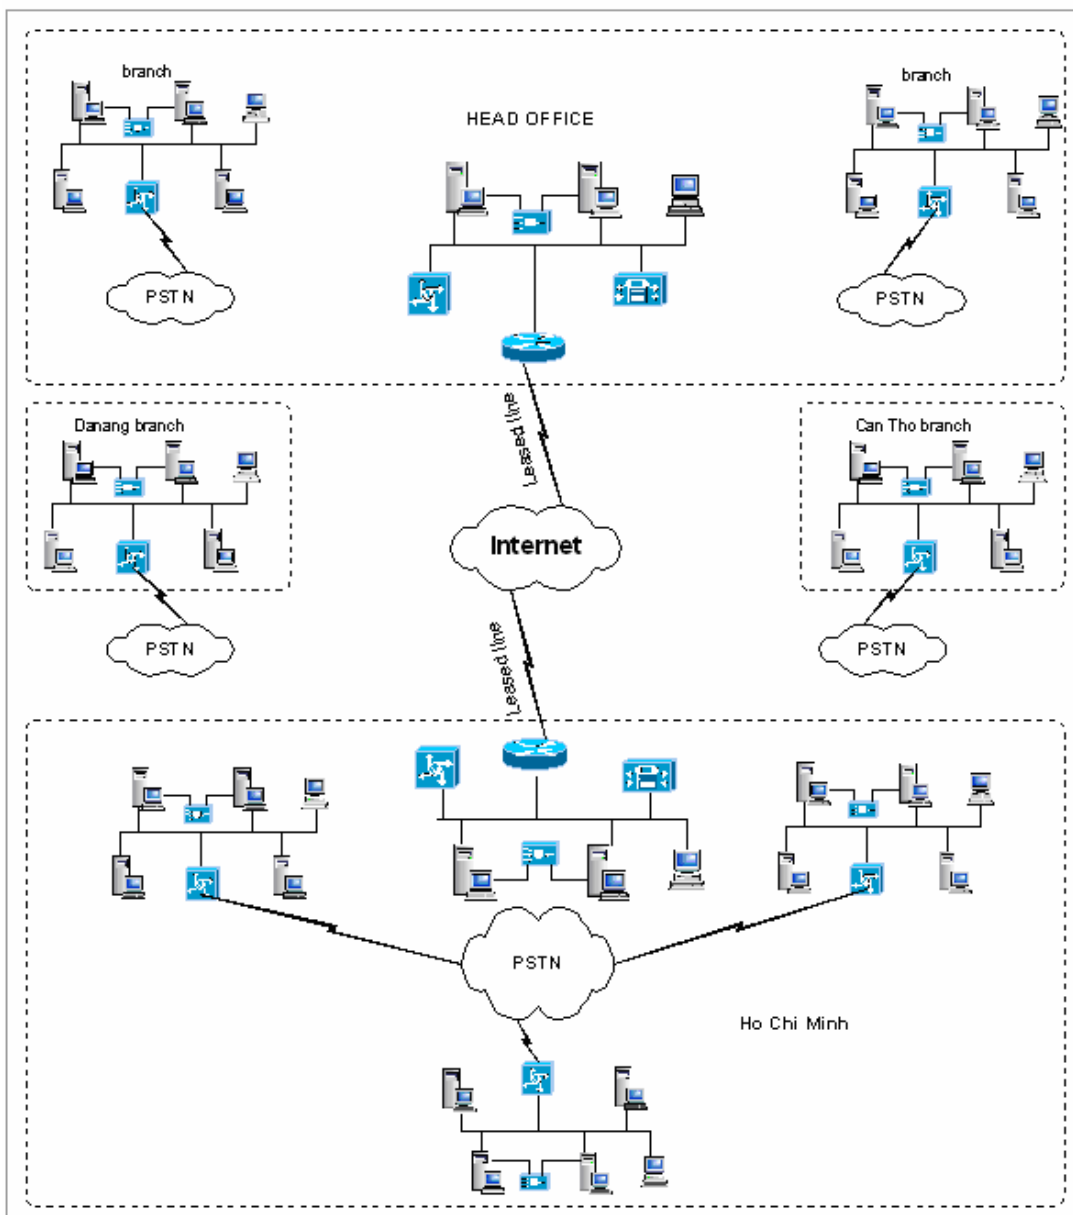 branch
branch
HEAD OFFICE
PSTN
PSTN
Leased line
Danang branch
Can Tho branch
Internet
PSTN
PSTN
Leased line
PSTN
Ho Chi Minh